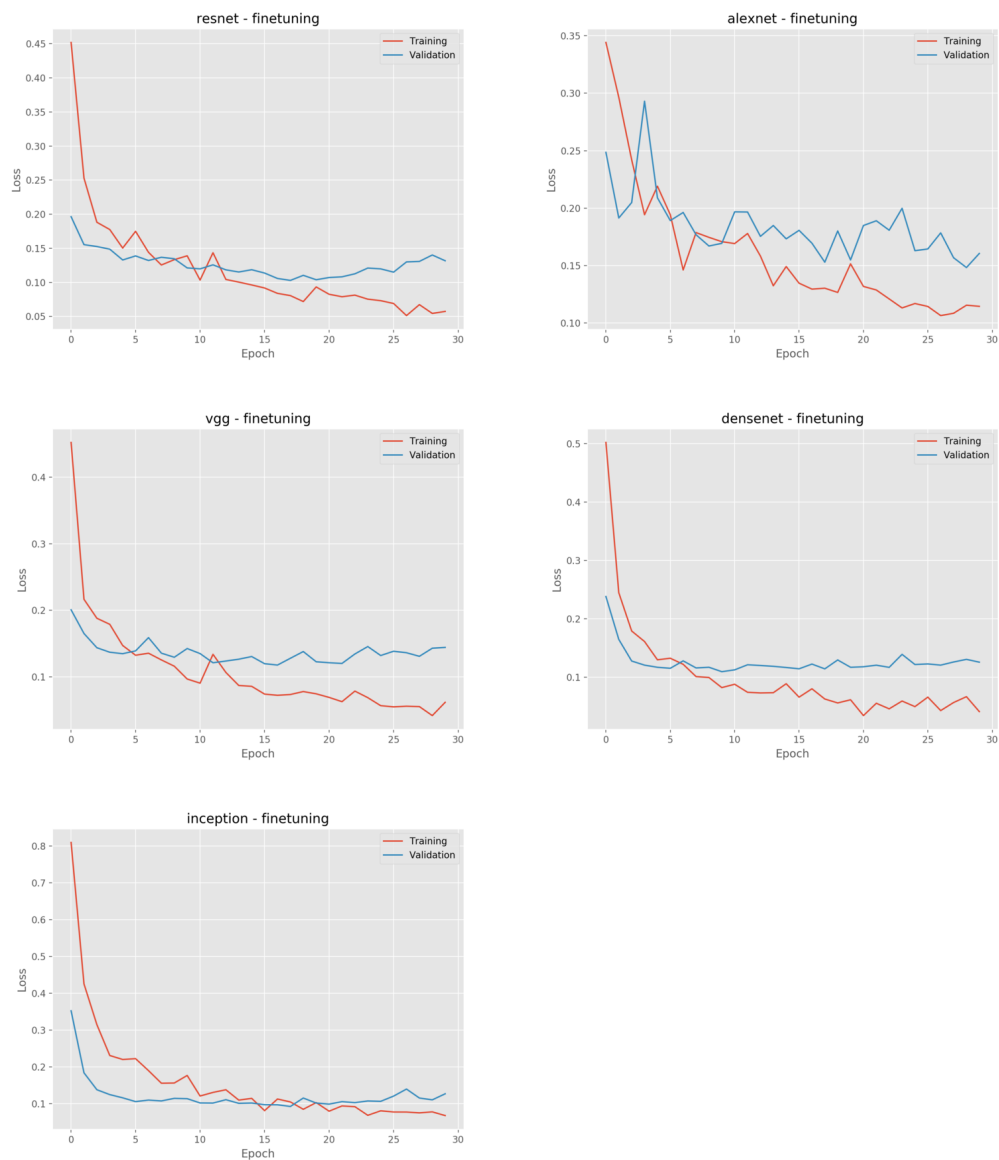 resnet - finetuning
Training
Validation
0.45
0.40
0.35
0.30
0.25
0.20
0.15
0.10
0.05
Loss
0 5 10 15 20 25 30
Epoch
alexnet - finetuning
Training
Validation
0.35
0.30
0.25
0.20
0.15
0.10
Loss
0 5 10 15 20 25 30
Epoch
vgg - finetuning
Training
Validation
0.4
0.3
0.2
0.1
Loss
0 5 10 15 20 25 30
Epoch
densenet - finetuning
Training
Validation
0.5
0.4
0.3
0.2
0.1
Loss
0 5 10 15 20 25 30
Epoch
inception - finetuning
Training
Validation
0.8
0.7
0.6
0.5
0.4
0.3
0.2
0.1
Loss
0 5 10 15 20 25 30
Epoch